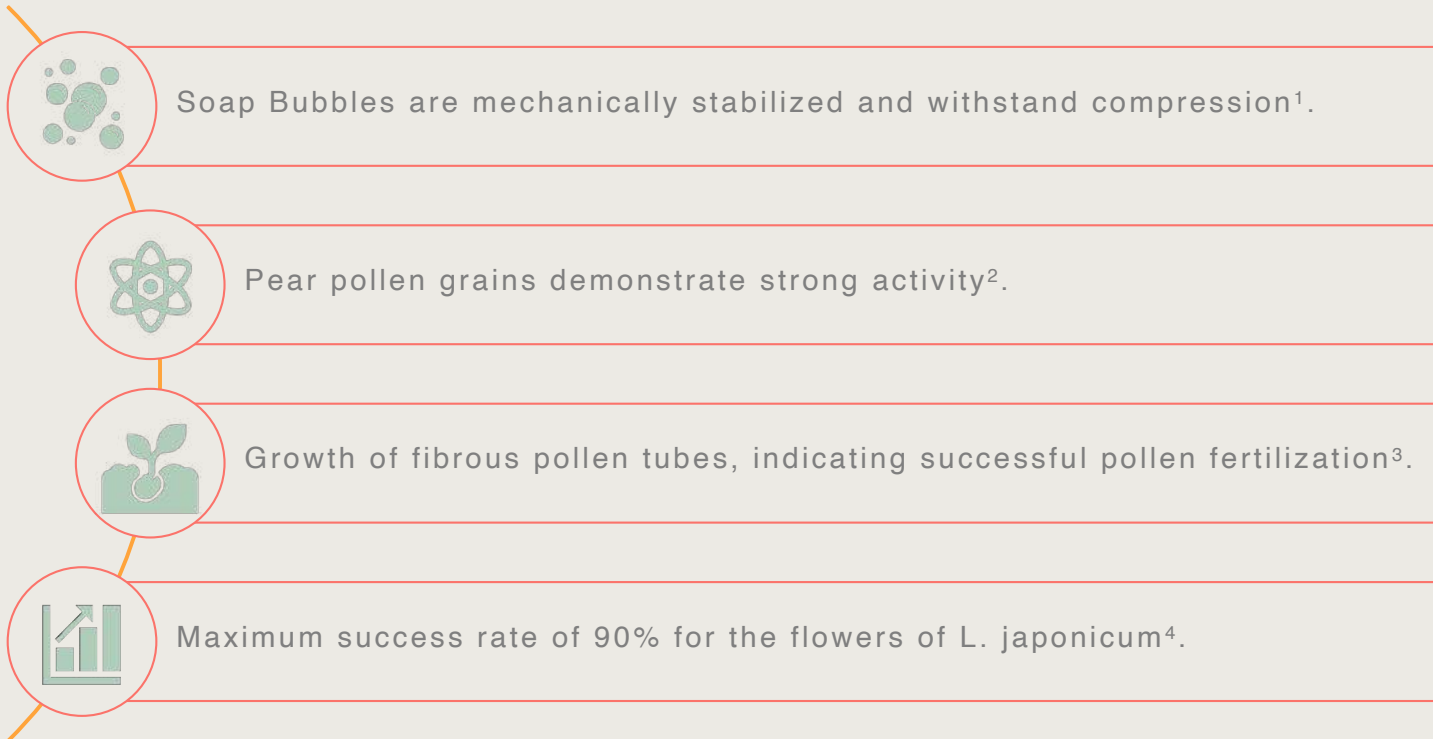 Soap Bubbles are mechanically stabilized and withstand compression¹.
Pear pollen grains demonstrate strong activity².
Growth of fibrous pollen tubes, indicating successful pollen fertilization³.
Maximum success rate of 90% for the flowers of L. japonicum⁴.